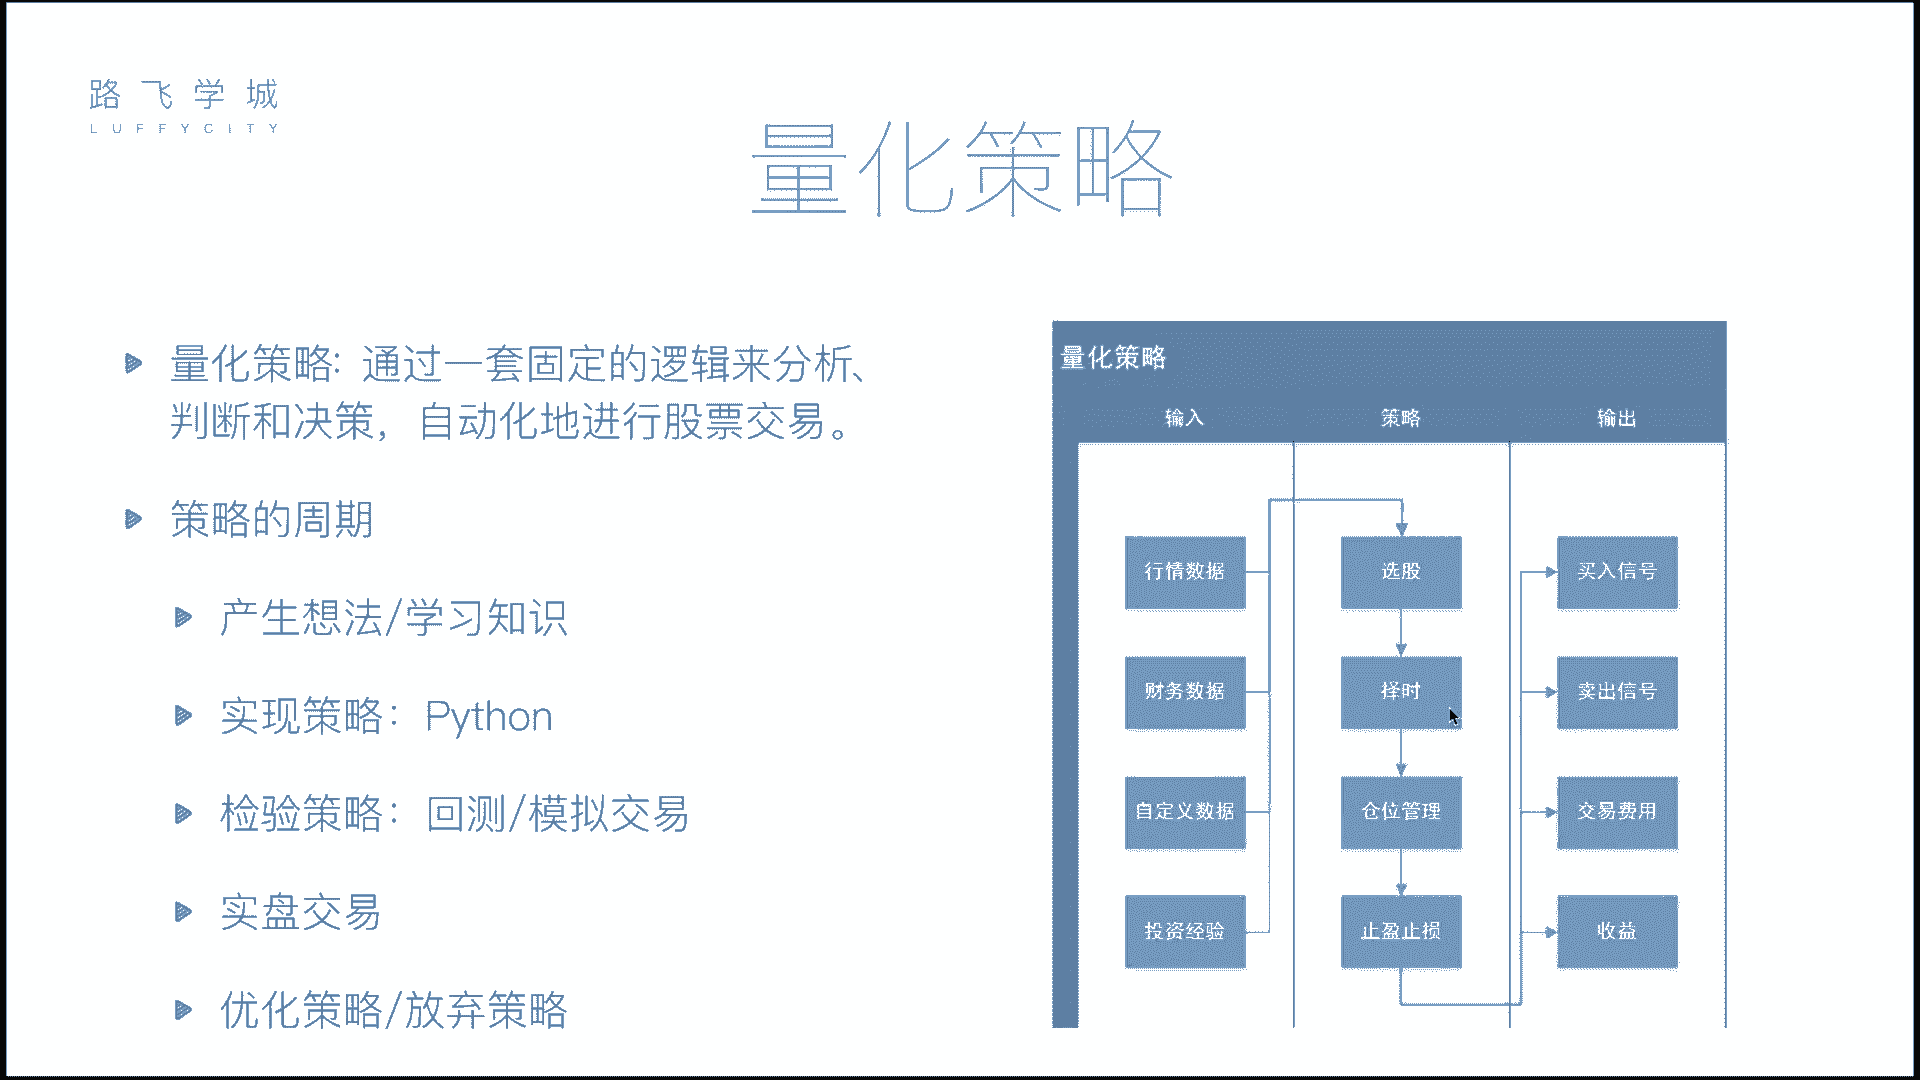 路飞学城
LUFFYCITY
量化策略
量化策略：通过一套固定的逻辑来分析、
判断和决策，自动化地进行股票交易。
策略的周期
产生想法/学习知识
实现策略：Python
检验策略：回测/模拟交易
实盘交易
优化策略/放弃策略
量化策略
输入 策略 输出
行情数据 选股 买入信号
财务数据 择时 卖出信号
自定义数据 仓位管理 交易费用
投资经验 止盈止损 收益